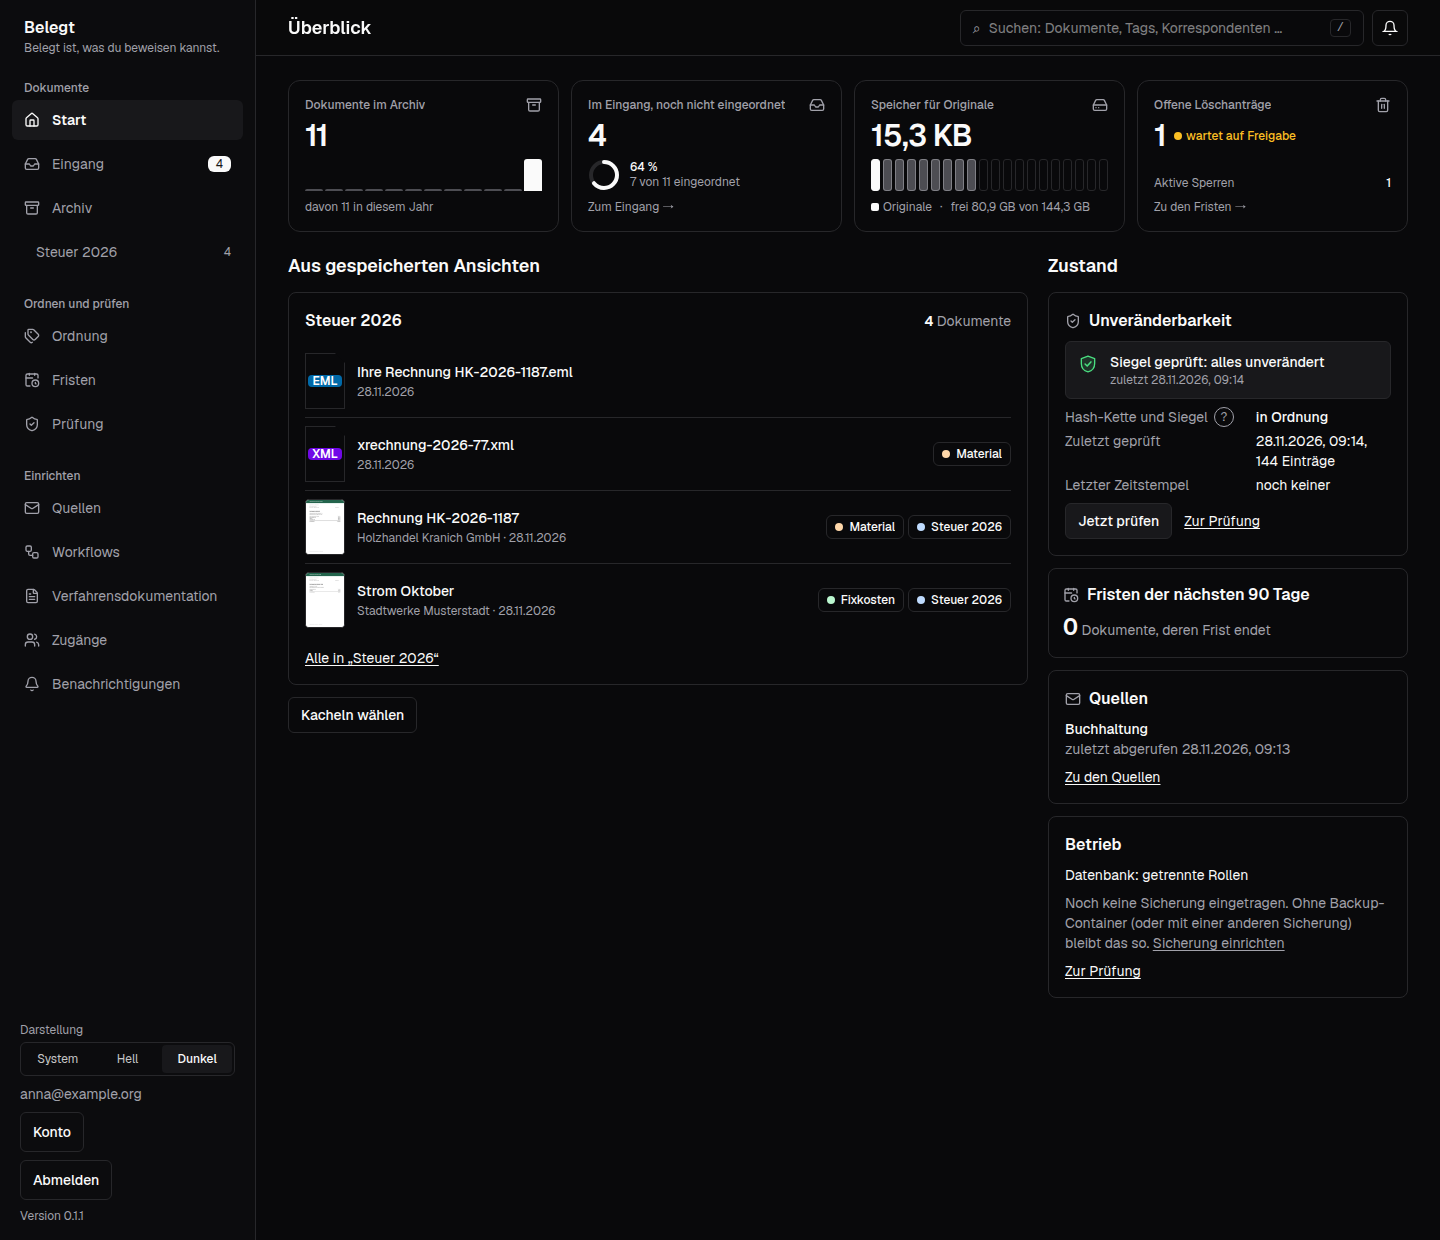 Belegt
Belegt ist, was du beweisen kannst.
Dokumente
Start
Eingang 4
Archiv
Steuer 2026 4
Ordnen und prüfen
Ordnung
Fristen
Prüfung
Einrichten
Quellen
Workflows
Verfahrensdokumentation
Zugänge
Benachrichtigungen
Darstellung
System Hell Dunkel
anna@example.org
Konto
Abmelden
Version 0.1.1
Überblick
Suchen: Dokumente, Tags, Korrespondenten … /
Dokumente im Archiv
11
davon 11 in diesem Jahr
Im Eingang, noch nicht eingeordnet
4
64 %
7 von 11 eingeordnet
Zum Eingang →
Speicher für Originale
15,3 KB
Originale · frei 80,9 GB von 144,3 GB
Offene Löschanträge
1 wartet auf Freigabe
Aktive Sperren 1
Zu den Fristen →
Aus gespeicherten Ansichten
Steuer 2026 4 Dokumente
EML
Ihre Rechnung HK-2026-1187.eml
28.11.2026
XML
xrechnung-2026-77.xml
28.11.2026
Material
Rechnung HK-2026-1187
Holzhandel Kranich GmbH · 28.11.2026
Material Steuer 2026
Strom Oktober
Stadtwerke Musterstadt · 28.11.2026
Fixkosten Steuer 2026
Alle in „Steuer 2026“
Kacheln wählen
Zustand
Unveränderbarkeit
Siegel geprüft: alles unverändert
zuletzt 28.11.2026, 09:14
Hash-Kette und Siegel ? in Ordnung
Zuletzt geprüft 28.11.2026, 09:14,
144 Einträge
Letzter Zeitstempel noch keiner
Jetzt prüfen Zur Prüfung
Fristen der nächsten 90 Tage
0 Dokumente, deren Frist endet
Quellen
Buchhaltung
zuletzt abgerufen 28.11.2026, 09:13
Zu den Quellen
Betrieb
Datenbank: getrennte Rollen
Noch keine Sicherung eingetragen. Ohne Backup-
Container (oder mit einer anderen Sicherung)
bleibt das so. Sicherung einrichten
Zur Prüfung